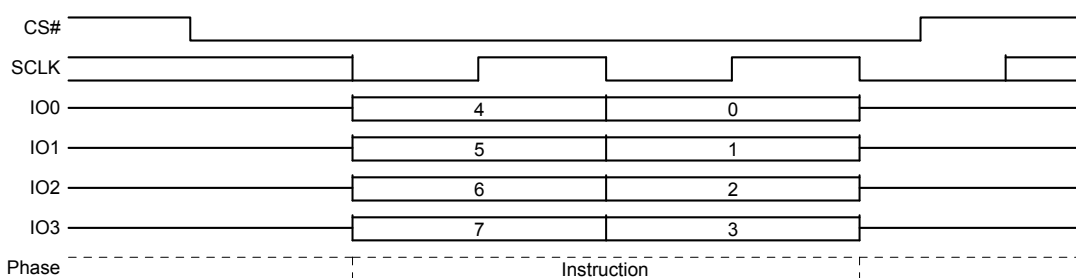 CS#
SCLK
IO0 4 0
IO1 5 1
IO2 6 2
IO3 7 3
Phase Instruction